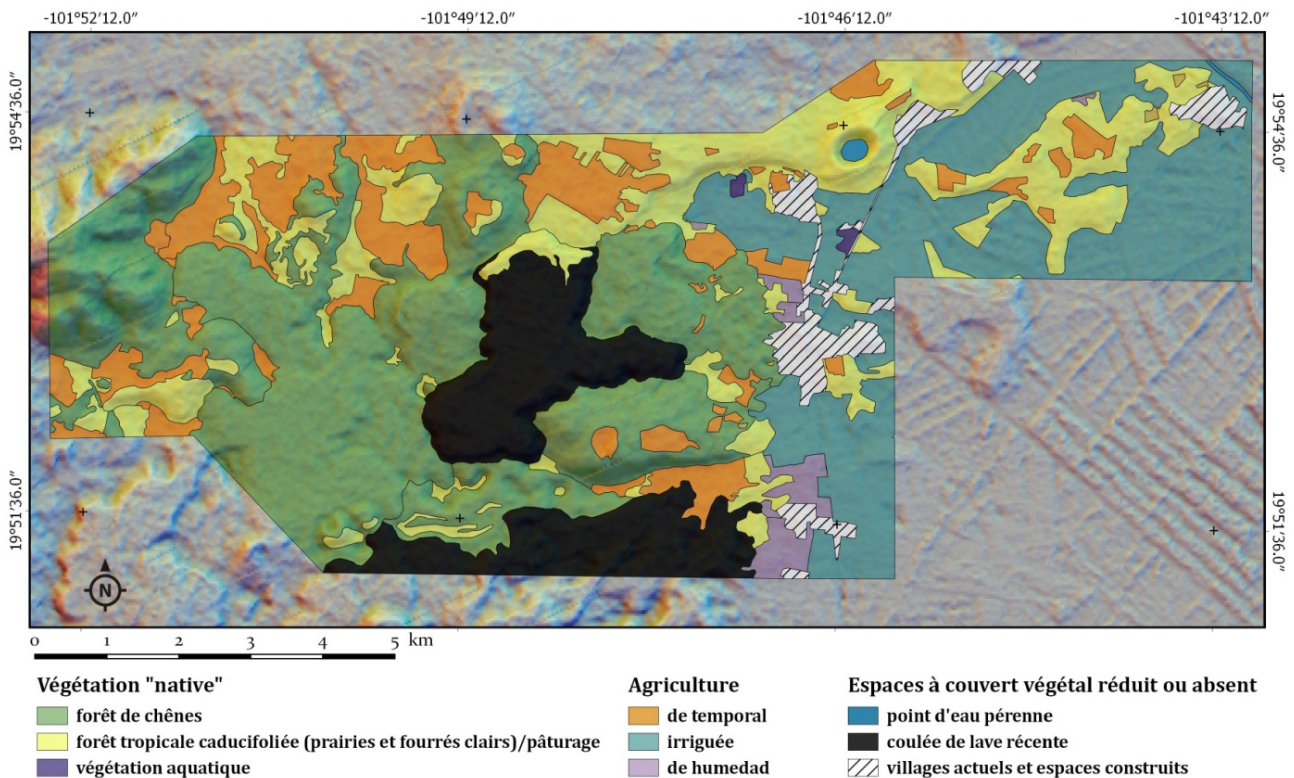 -101°52'12.0" -101°49'12.0" -101°46'12.0" -101°43'12.0"
19°54'36.0" 19°54'36.0"
19°51'36.0" 19°51'36.0"
N
0 1 2 3 4 5 km
Végétation "native"
forêt de chênes
forêt tropicale caducifoliée (prairies et fourrés clairs)/pâturage
végétation aquatique
Agriculture
de temporal
irriguée
de humedad
Espaces à couvert végétal réduit ou absent
point d'eau pérenne
coulée de lave récente
villages actuels et espaces construits